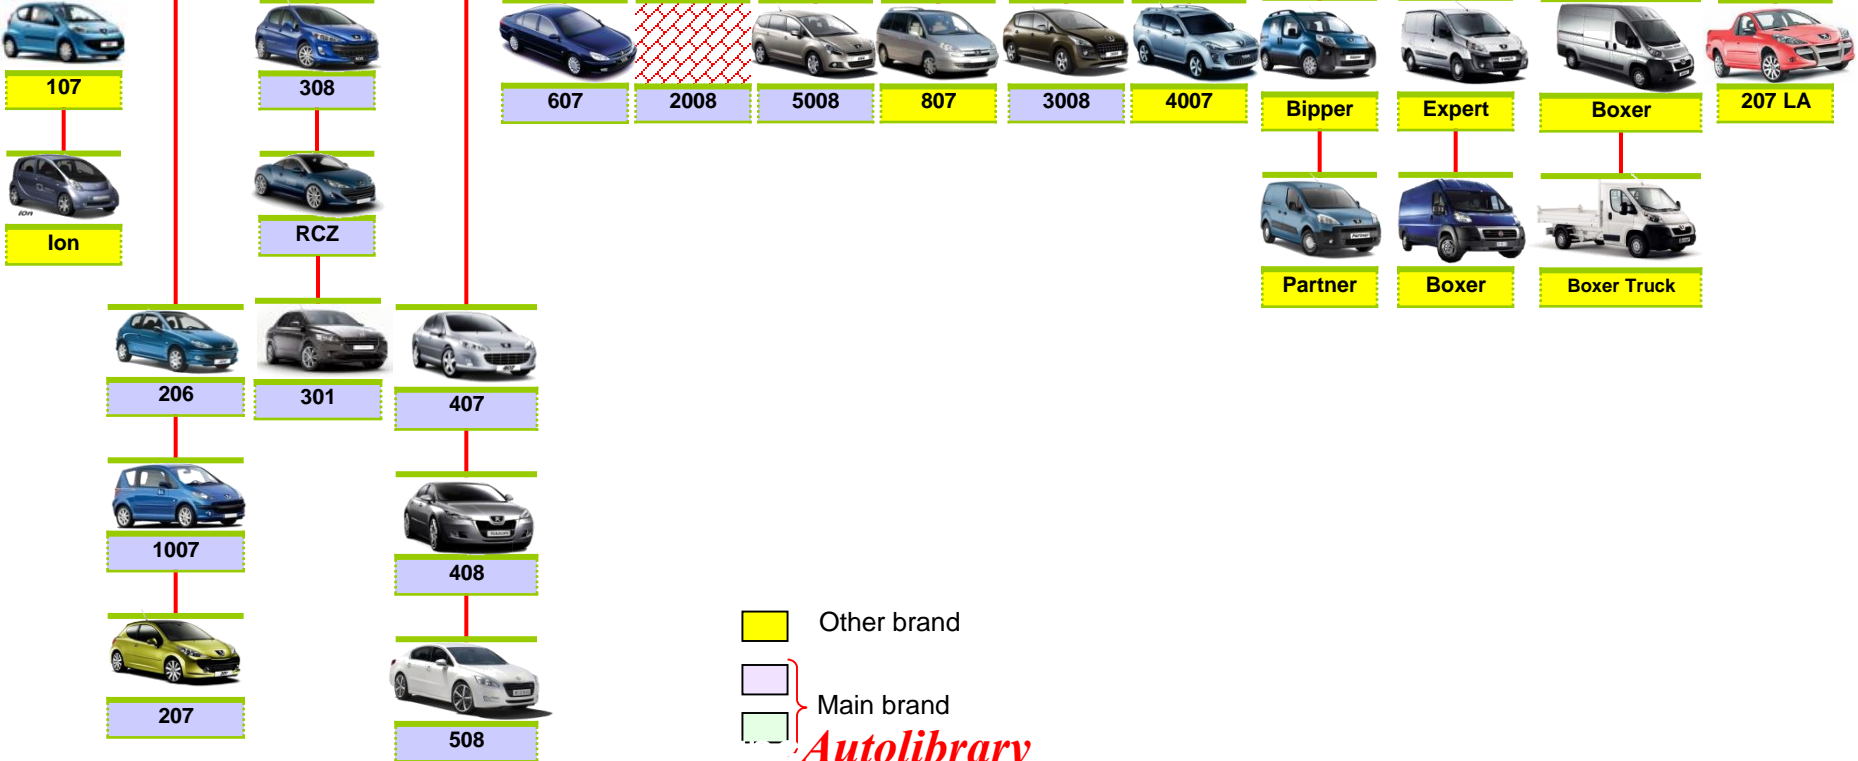 107
308
607
2008
5008
807
3008
4007
Bipper
Expert
Boxer
207 LA
ion
Ion
RCZ
Partner
Boxer
Boxer Truck
206
301
407
1007
408
207
508
Other brand
Main brand
Autolibrary